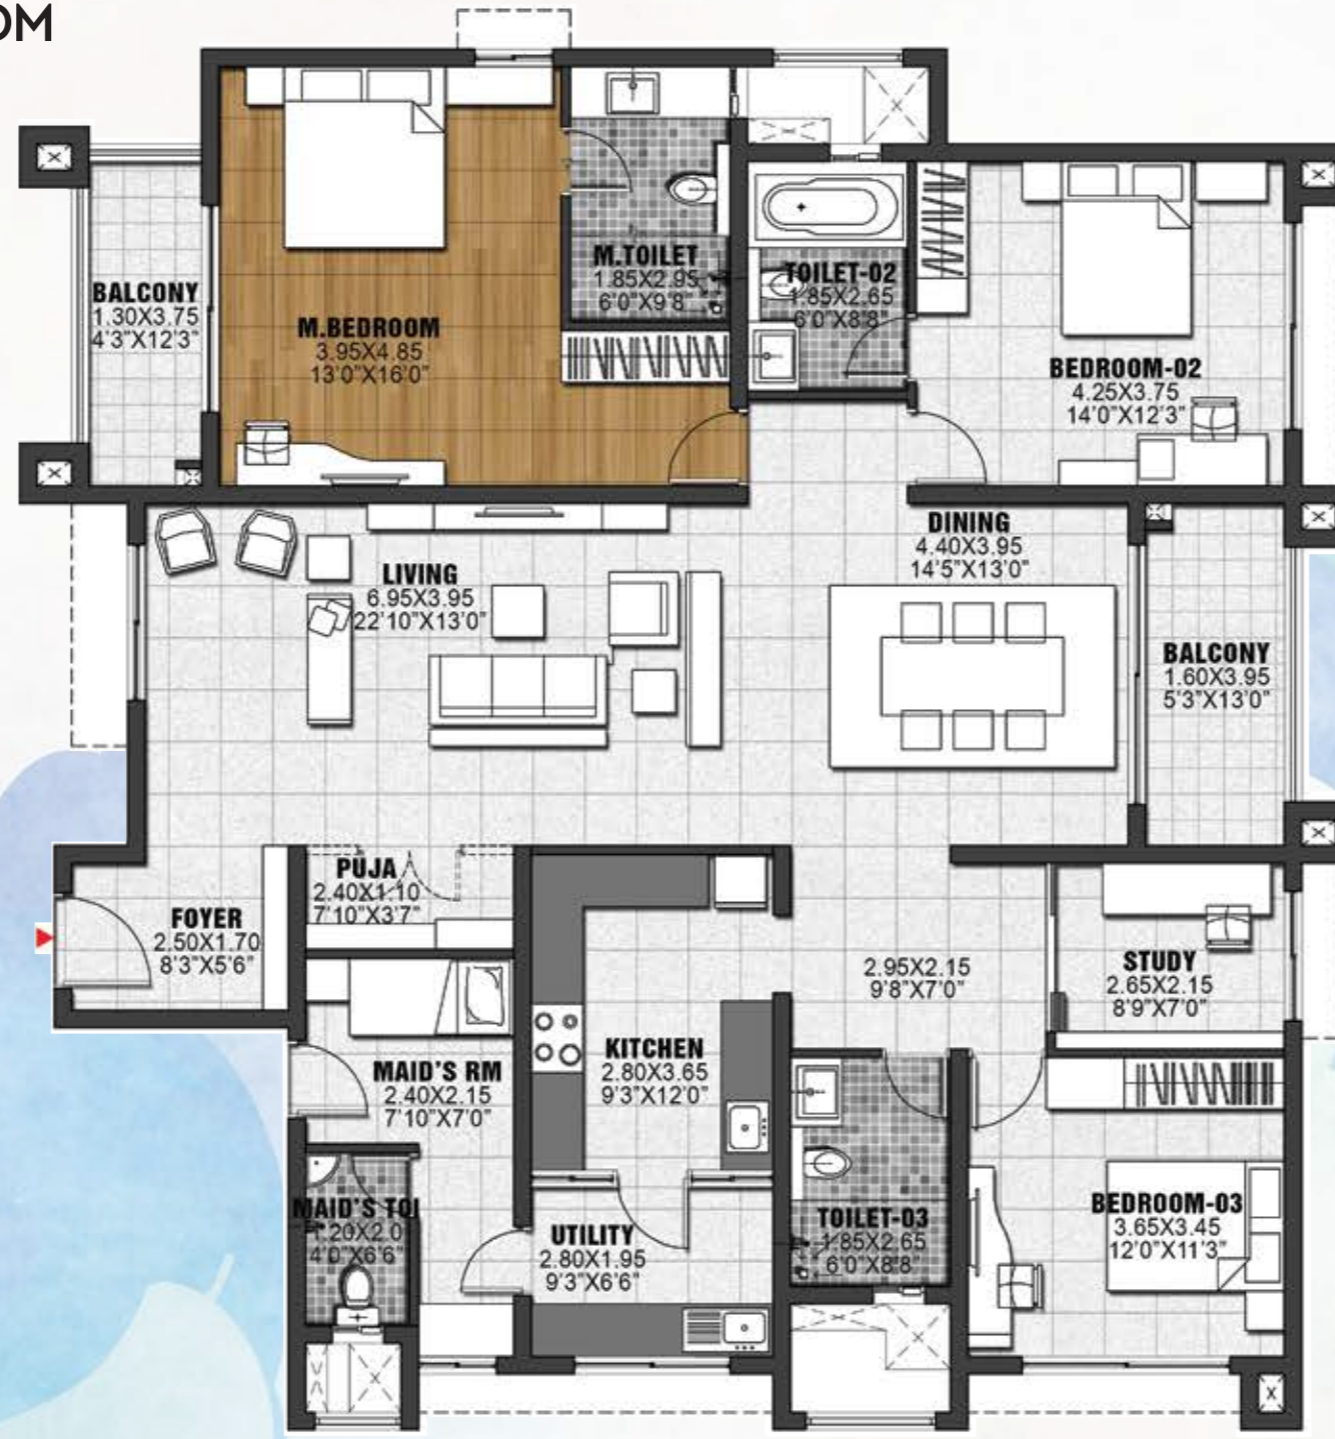 OM
BALCONY
1.30X3.75
4'3"X12'3"
M.BEDROOM
3.95X4.85
13'0"X16'0"
M.TOILET
1.85X2.95
6'0"X9'8"
TOILET-02
1.85X2.65
6'0"X8'8"
BEDROOM-02
4.25X3.75
14'0"X12'3"
LIVING
6.95X3.95
22'10"X13'0"
DINING
4.40X3.95
14'5"X13'0"
BALCONY
1.60X3.95
5'3"X13'0"
FOYER
2.50X1.70
8'3"X5'6"
PUJA
2.40X1.10
7'10"X3'7"
2.95X2.15
9'8"X7'0"
STUDY
2.65X2.15
8'9"X7'0"
MAID'S RM
2.40X2.15
7'10"X7'0"
KITCHEN
2.80X3.65
9'3"X12'0"
MAID'S TOI
1.20X2.0
4'0"X6'6"
UTILITY
2.80X1.95
9'3"X6'6"
TOILET-03
1.85X2.65
6'0"X8'8"
BEDROOM-03
3.65X3.45
12'0"X11'3"